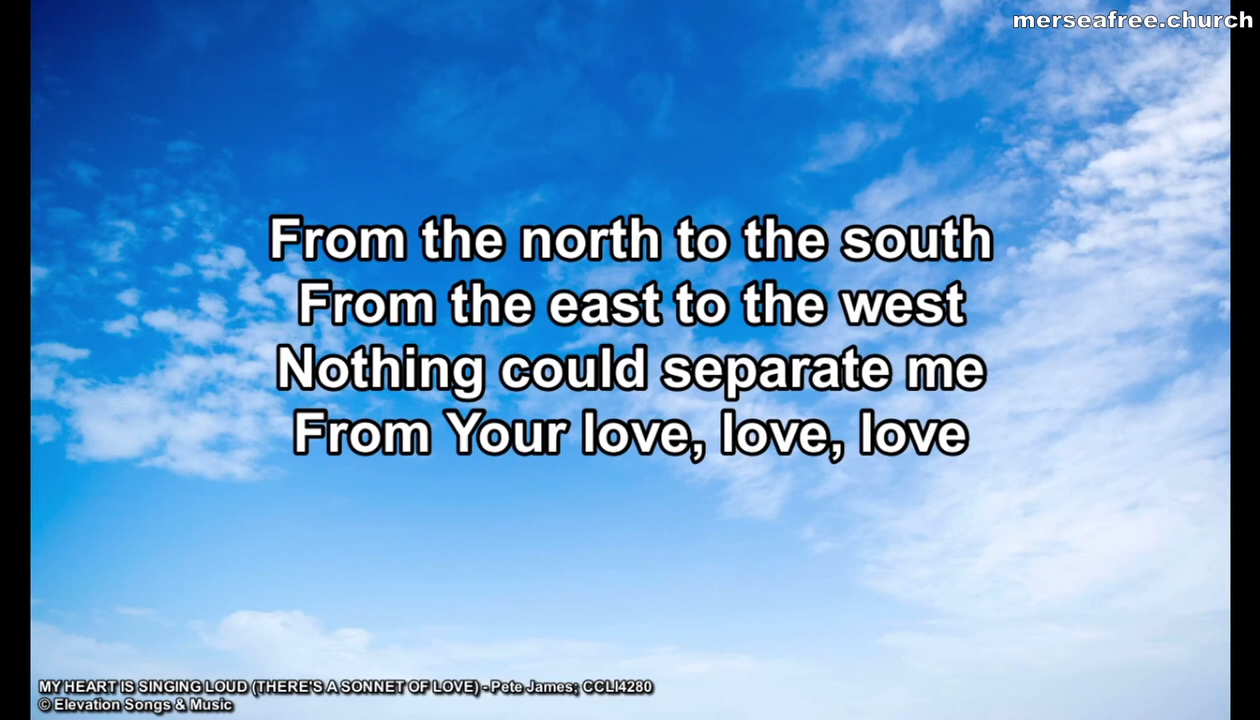 merseafree.church
From the north to the south
From the east to the west
Nothing could separate me
From Your love, love, love
MY HEART IS SINGING LOUD (THERE'S A SONNET OF LOVE) - Pete James; CCLI4280
© Elevation Songs & Music